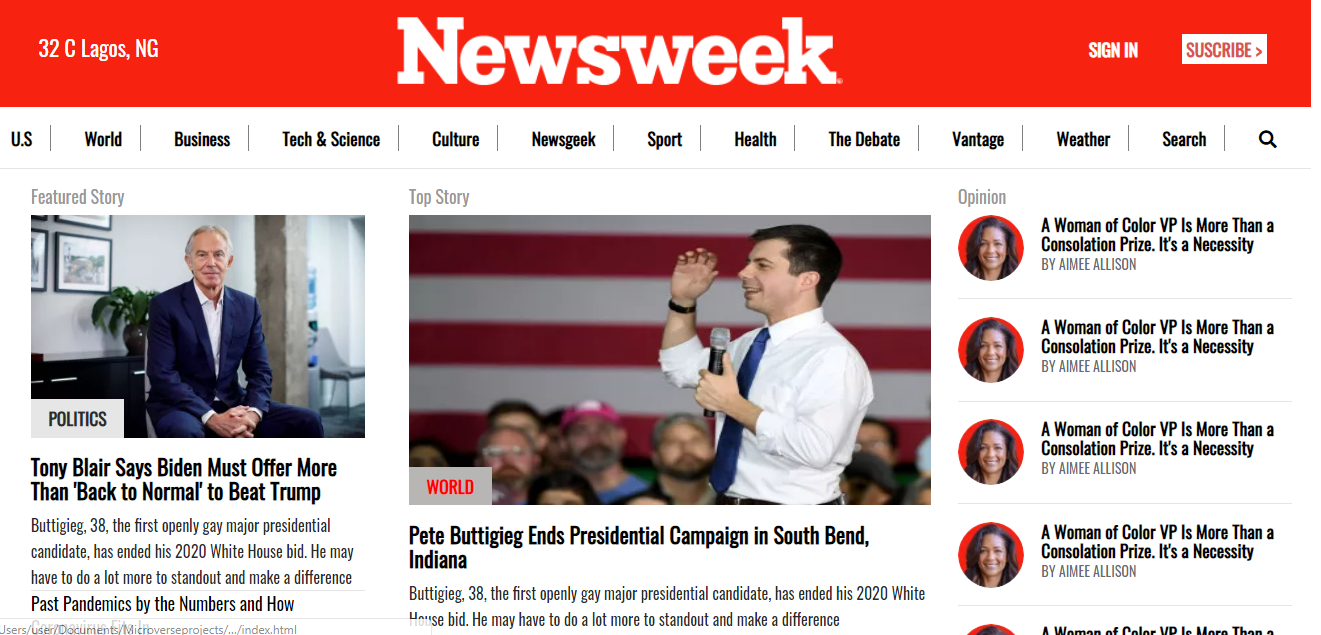 32 C Lagos, NG
Newsweek
SIGN IN
SUSCRIBE >
U.S
World
Business
Tech & Science
Culture
Newsgeek
Sport
Health
The Debate
Vantage
Weather
Search
Featured Story
POLITICS
Tony Blair Says Biden Must Offer More
Than 'Back to Normal' to Beat Trump
Buttigieg, 38, the first openly gay major presidential
candidate, has ended his 2020 White House bid. He may
have to do a lot more to standout and make a difference
Past Pandemics by the Numbers and How
Coronavirus Fits In
Users/user/Documents/Microverseprojects/.../index.html
Top Story
WORLD
Pete Buttigieg Ends Presidential Campaign in South Bend,
Indiana
Buttigieg, 38, the first openly gay major presidential candidate, has ended his 2020 White
House bid. He may have to do a lot more to standout and make a difference
Opinion
A Woman of Color VP Is More Than a
Consolation Prize. It's a Necessity
BY AIMEE ALLISON
A Woman of Color VP Is More Than a
Consolation Prize. It's a Necessity
BY AIMEE ALLISON
A Woman of Color VP Is More Than a
Consolation Prize. It's a Necessity
BY AIMEE ALLISON
A Woman of Color VP Is More Than a
Consolation Prize. It's a Necessity
BY AIMEE ALLISON
A Woman of Color VP Is More Than a